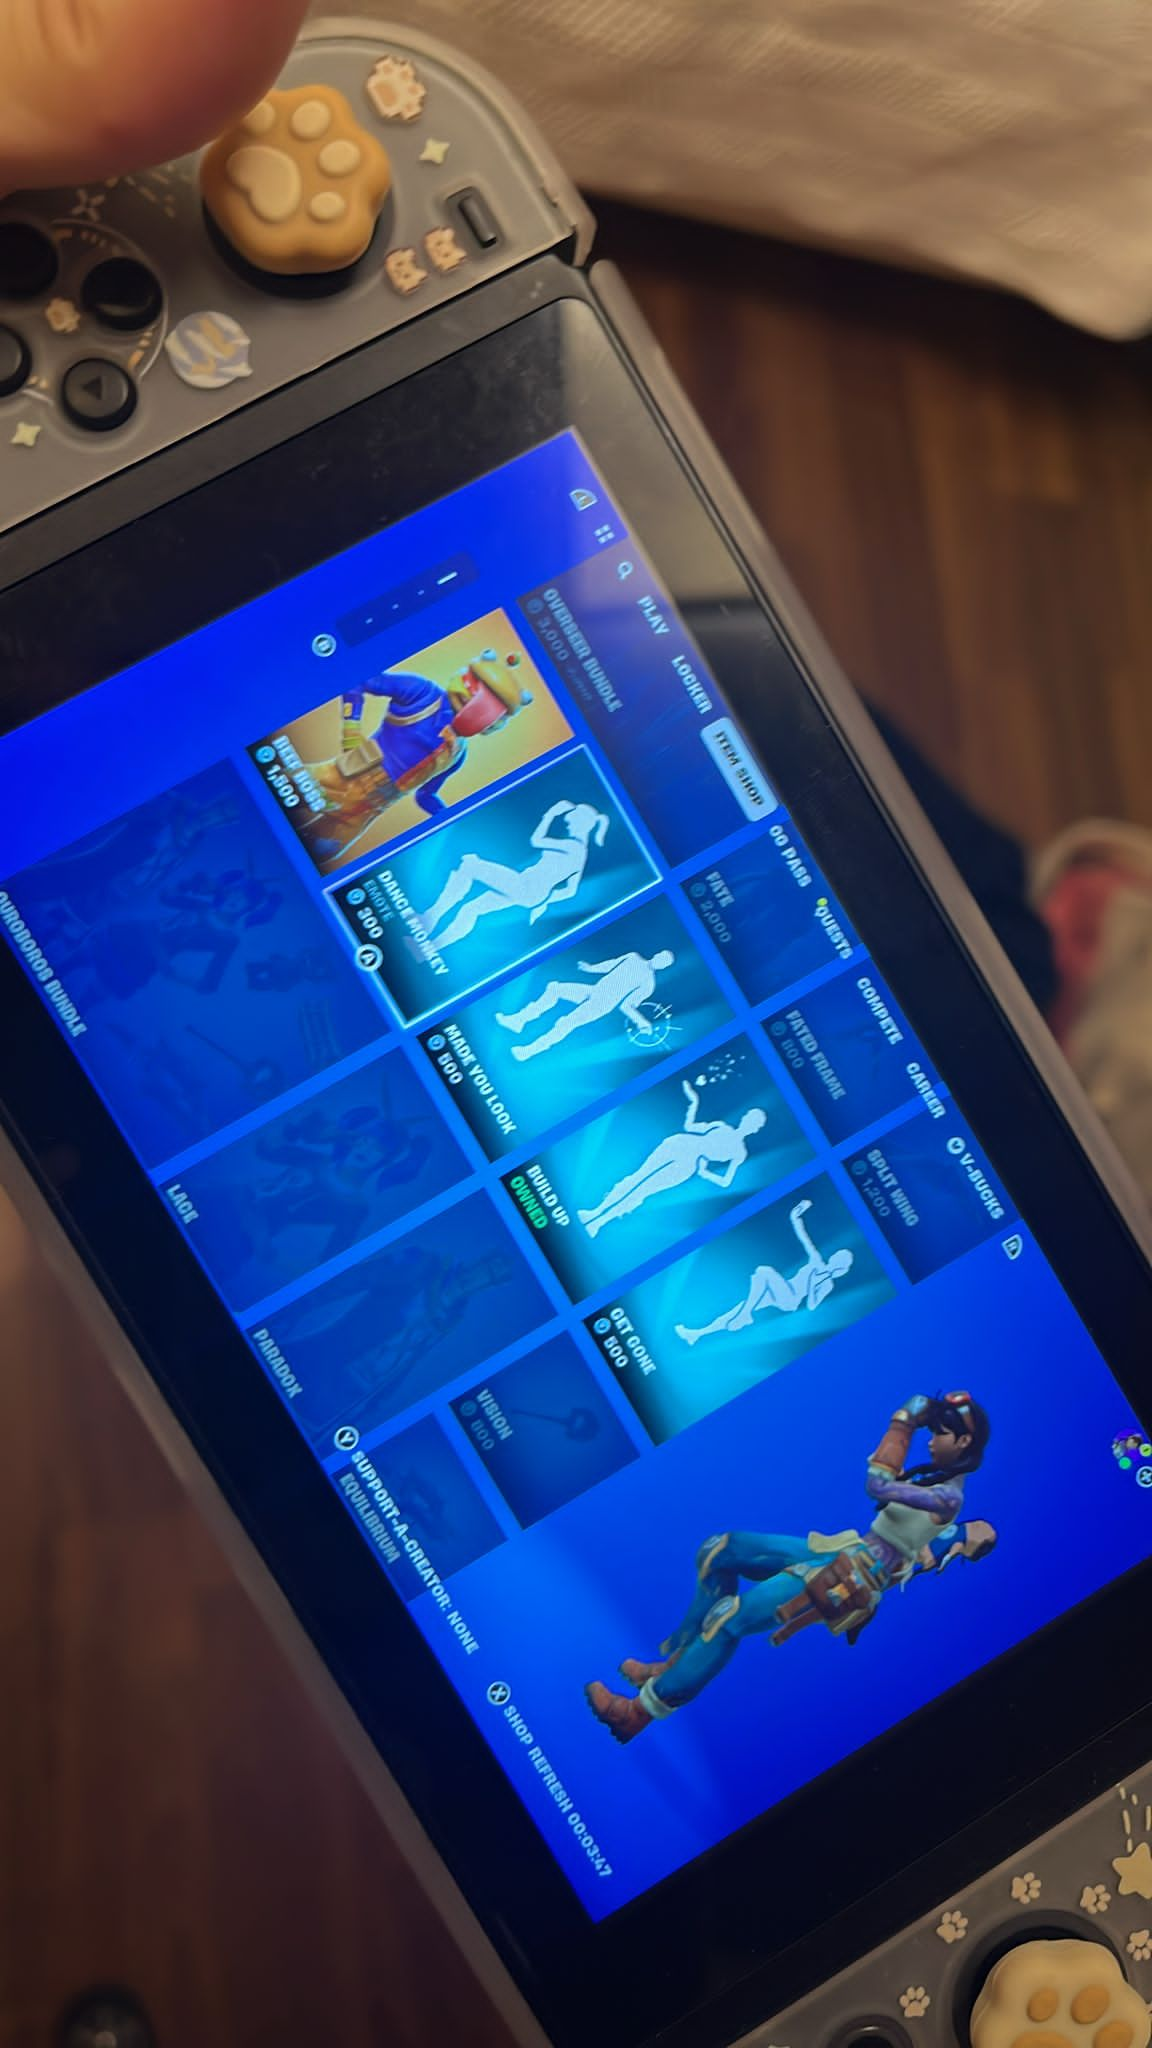 PLAY
LOCKER
ITEM SHOP
OG PASS
QUESTS
COMPETE
CAREER
V-BUCKS
OVERSEER BUNDLE
3,000
FATE
2,000
FATED FRAME
800
SPLIT WING
1,200
BEEF BOSS
1,500
DANCE MONKEY
EMOTE
300
A
MADE YOU LOOK
500
BUILD UP
OWNED
GET GONE
500
B
OUROBOROS BUNDLE
LACE
PARADOX
VISION
800
EQUILIBRIUM
Y SUPPORT-A-CREATOR: NONE
X SHOP REFRESH 00:03:47